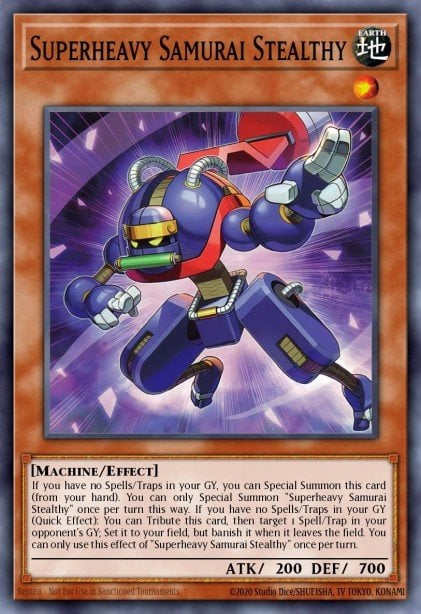 SUPERHEAVY SAMURAI STEALTHY
EARTH
地
[MACHINE/EFFECT]
If you have no Spells/Traps in your GY, you can Special Summon this card
(from your hand). You can only Special Summon "Superheavy Samurai
Stealthy" once per turn this way. If you have no Spells/Traps in your GY
(Quick Effect): You can Tribute this card, then target 1 Spell/Trap in your
opponent's GY; Set it to your field, but banish it when it leaves the field. You
can only use this effect of "Superheavy Samurai Stealthy" once per turn.
ATK/ 200 DEF/ 700
Replica - Not For Use in Sanctioned Tournaments
©2020 Studio Dice/SHUEISHA, TV TOKYO, KONAMI